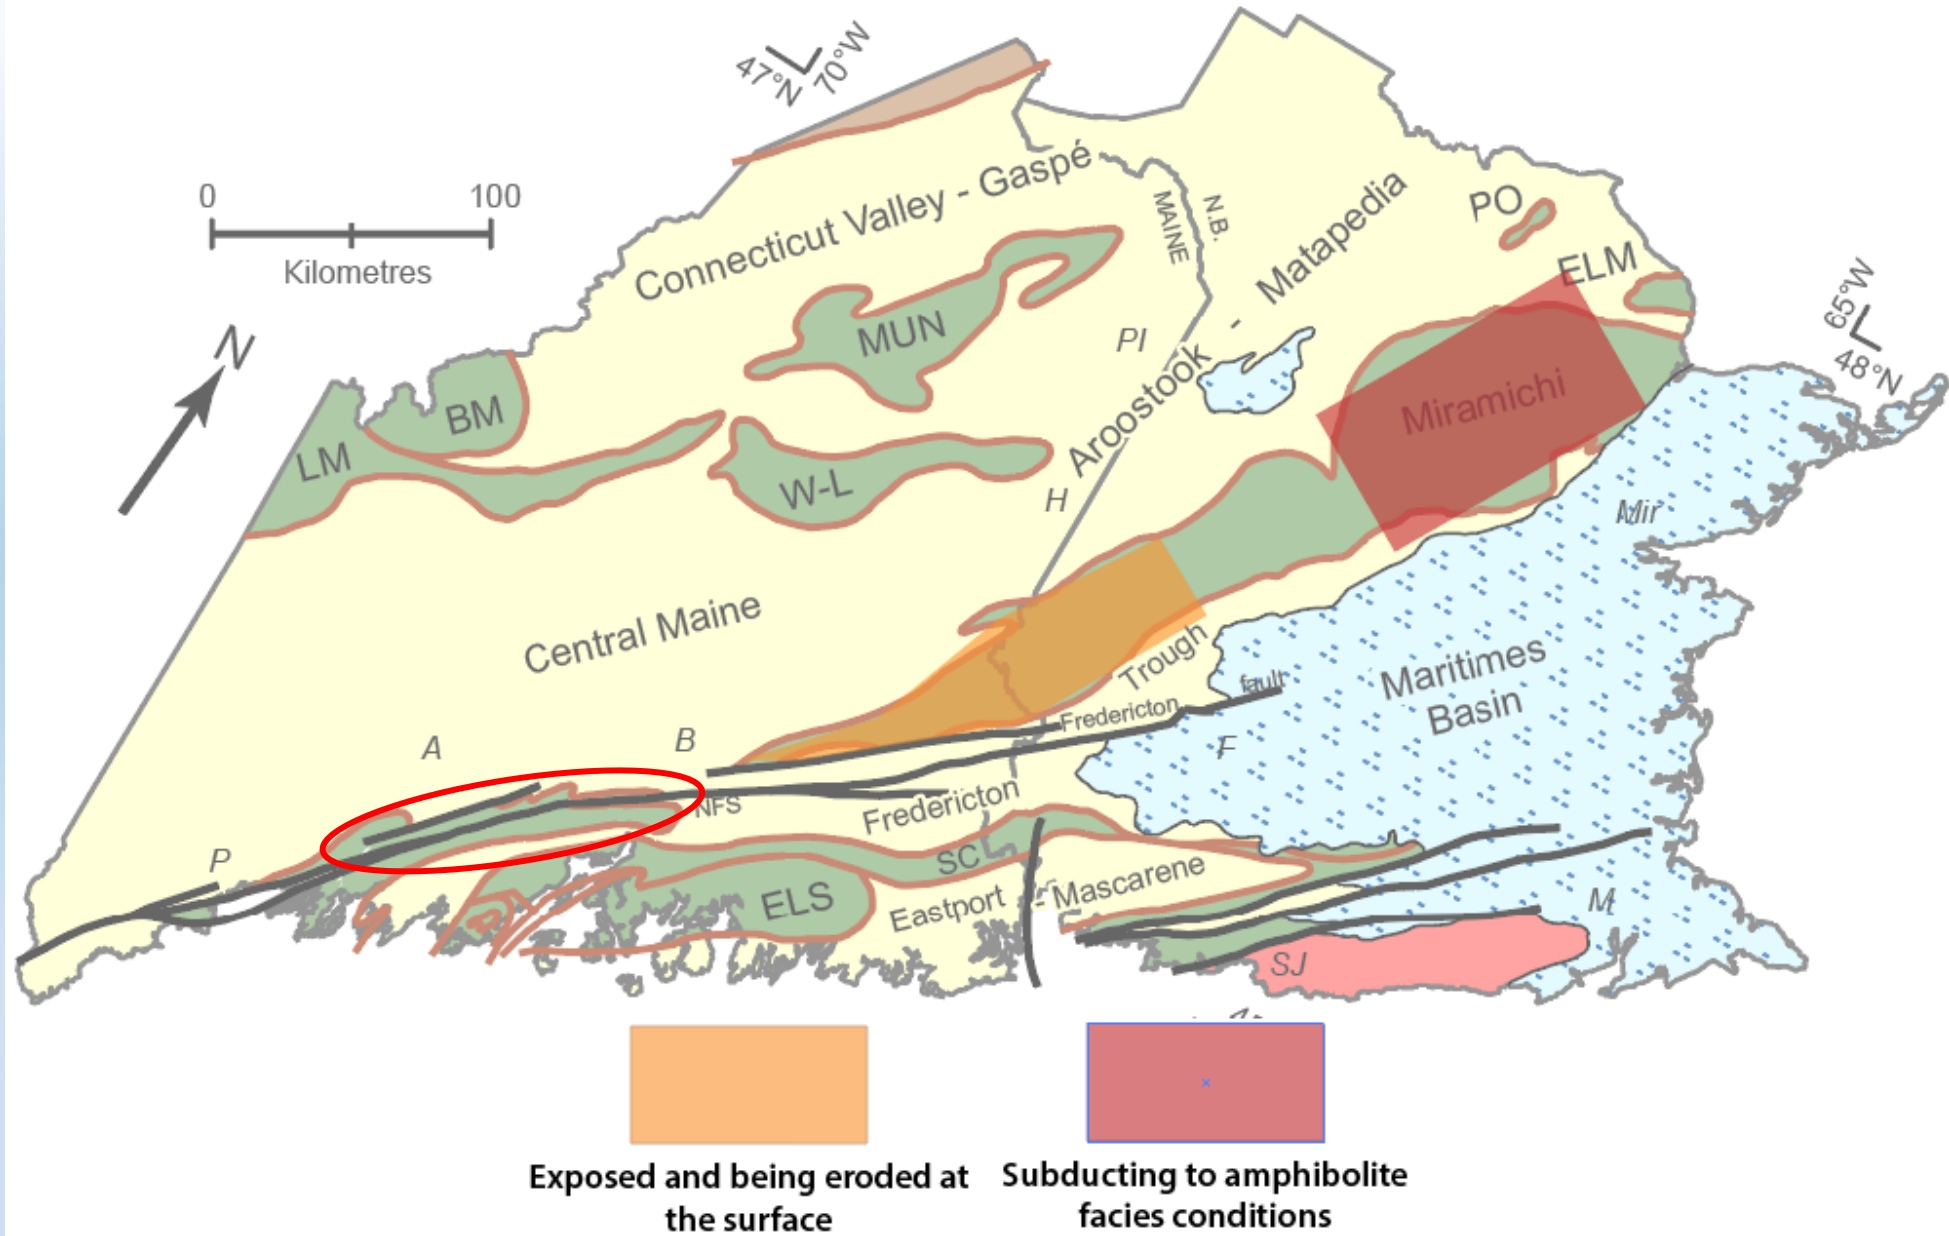 47°N
70°W
0 100
Kilometres
N
Connecticut Valley - Gaspé
MAINE
N.B.
- Matapedia
PO
ELM
65°W
48°N
MUN
PI
Aroostook
BM
LM
W-L
H
Miramichi
Mir
Central Maine
Trough
fault
Fredericton
Maritimes
Basin
A
B
F
NFS
Fredericton
P
SC
ELS
Eastport
- Mascarene
M
SJ
Exposed and being eroded at
the surface
Subducting to amphibolite
facies conditions